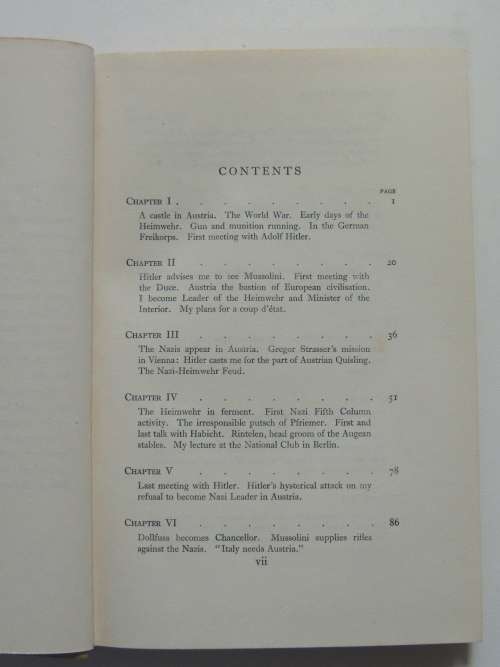 CONTENTS
PAGE
CHAPTER I . . . . . . . . . 1
A castle in Austria. The World War. Early days of the
Heimwehr. Gun and munition running. In the German
Freikorps. First meeting with Adolf Hitler.
CHAPTER II . . . . . . . . 20
Hitler advises me to see Mussolini. First meeting with
the Duce. Austria the bastion of European civilisation.
I become Leader of the Heimwehr and Minister of the
Interior. My plans for a coup d'état.
CHAPTER III . . . . . . . . 36
The Nazis appear in Austria. Gregor Strasser's mission
in Vienna: Hitler casts me for the part of Austrian Quisling.
The Nazi-Heimwehr Feud.
CHAPTER IV . . . . . . . . 51
The Heimwehr in ferment. First Nazi Fifth Column
activity. The irresponsible putsch of Pfriemer. First and
last talk with Habicht. Rintelen, head groom of the Augean
stables. My lecture at the National Club in Berlin.
CHAPTER V . . . . . . . . 78
Last meeting with Hitler. Hitler's hysterical attack on my
refusal to become Nazi Leader in Austria.
CHAPTER VI . . . . . . . . 86
Dollfuss becomes Chancellor. Mussolini supplies rifles
against the Nazis. "Italy needs Austria."
vii